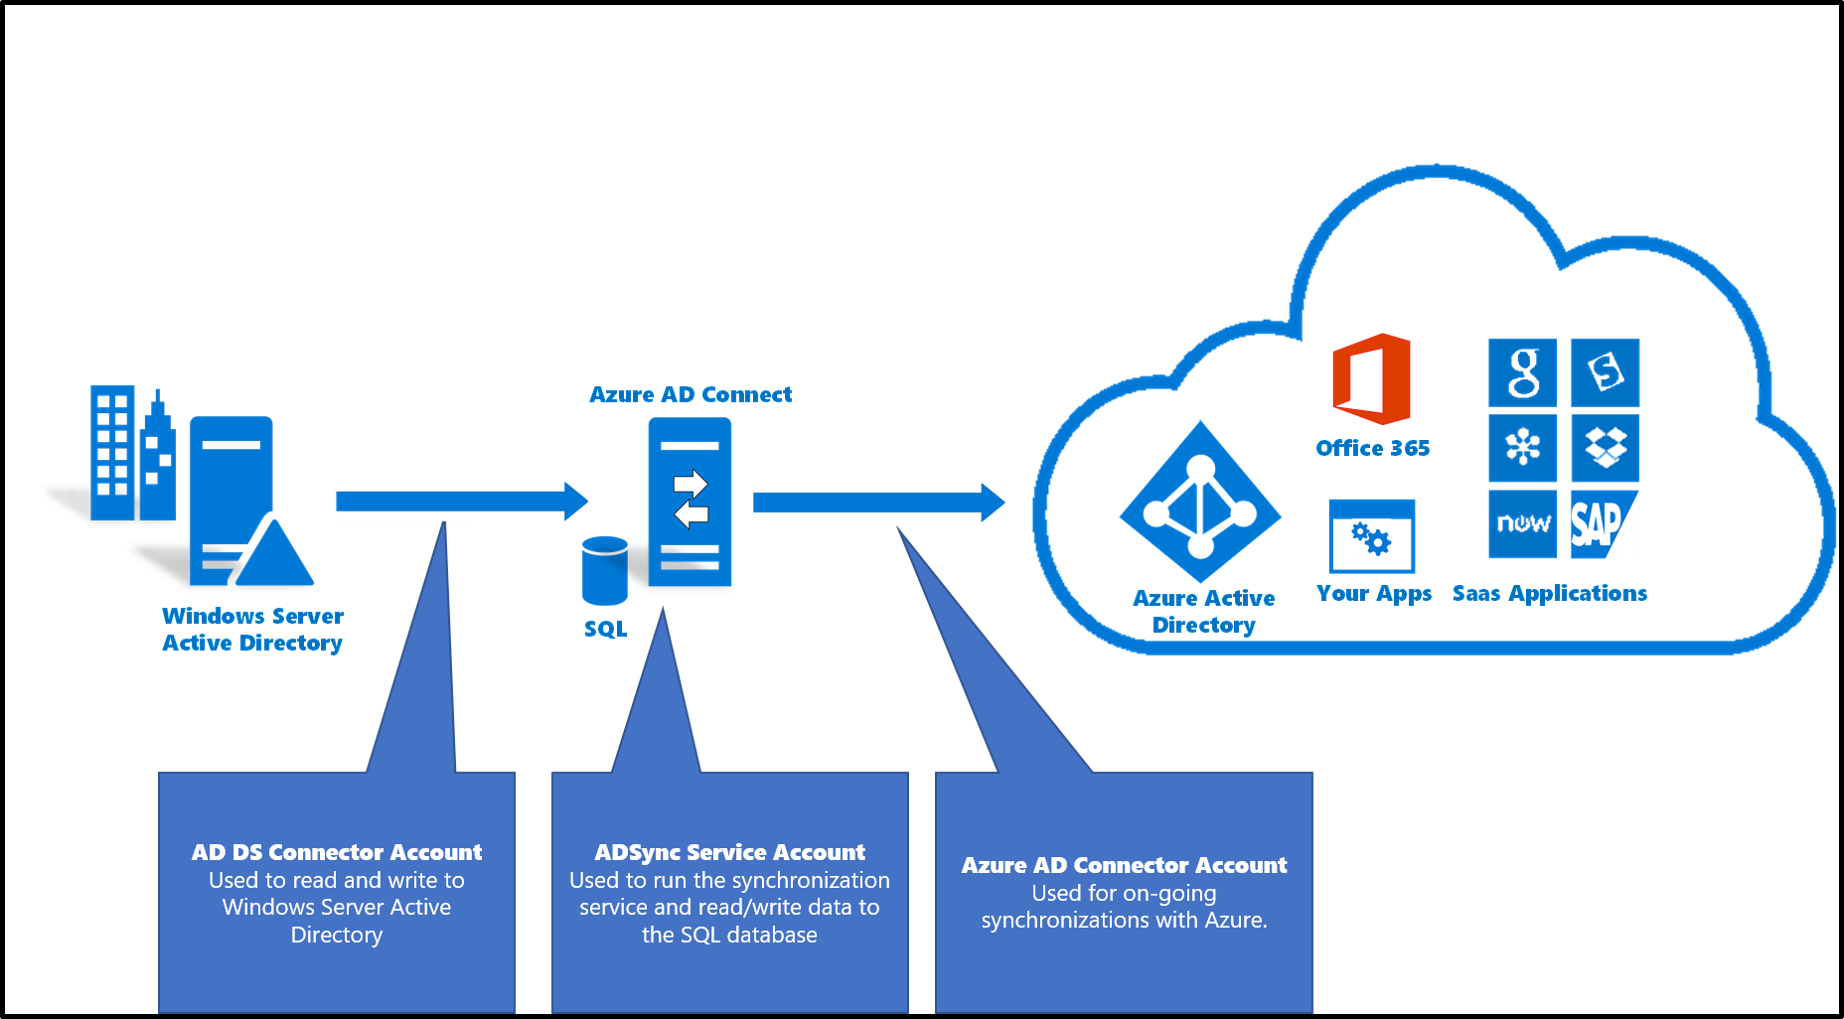 Azure AD Connect
Office 365
g
S
now
SAP
Windows Server
Active Directory
SQL
Azure Active
Directory
Your Apps
Saas Applications
AD DS Connector Account
Used to read and write to
Windows Server Active
Directory
ADSync Service Account
Used to run the synchronization
service and read/write data to
the SQL database
Azure AD Connector Account
Used for on-going
synchronizations with Azure.